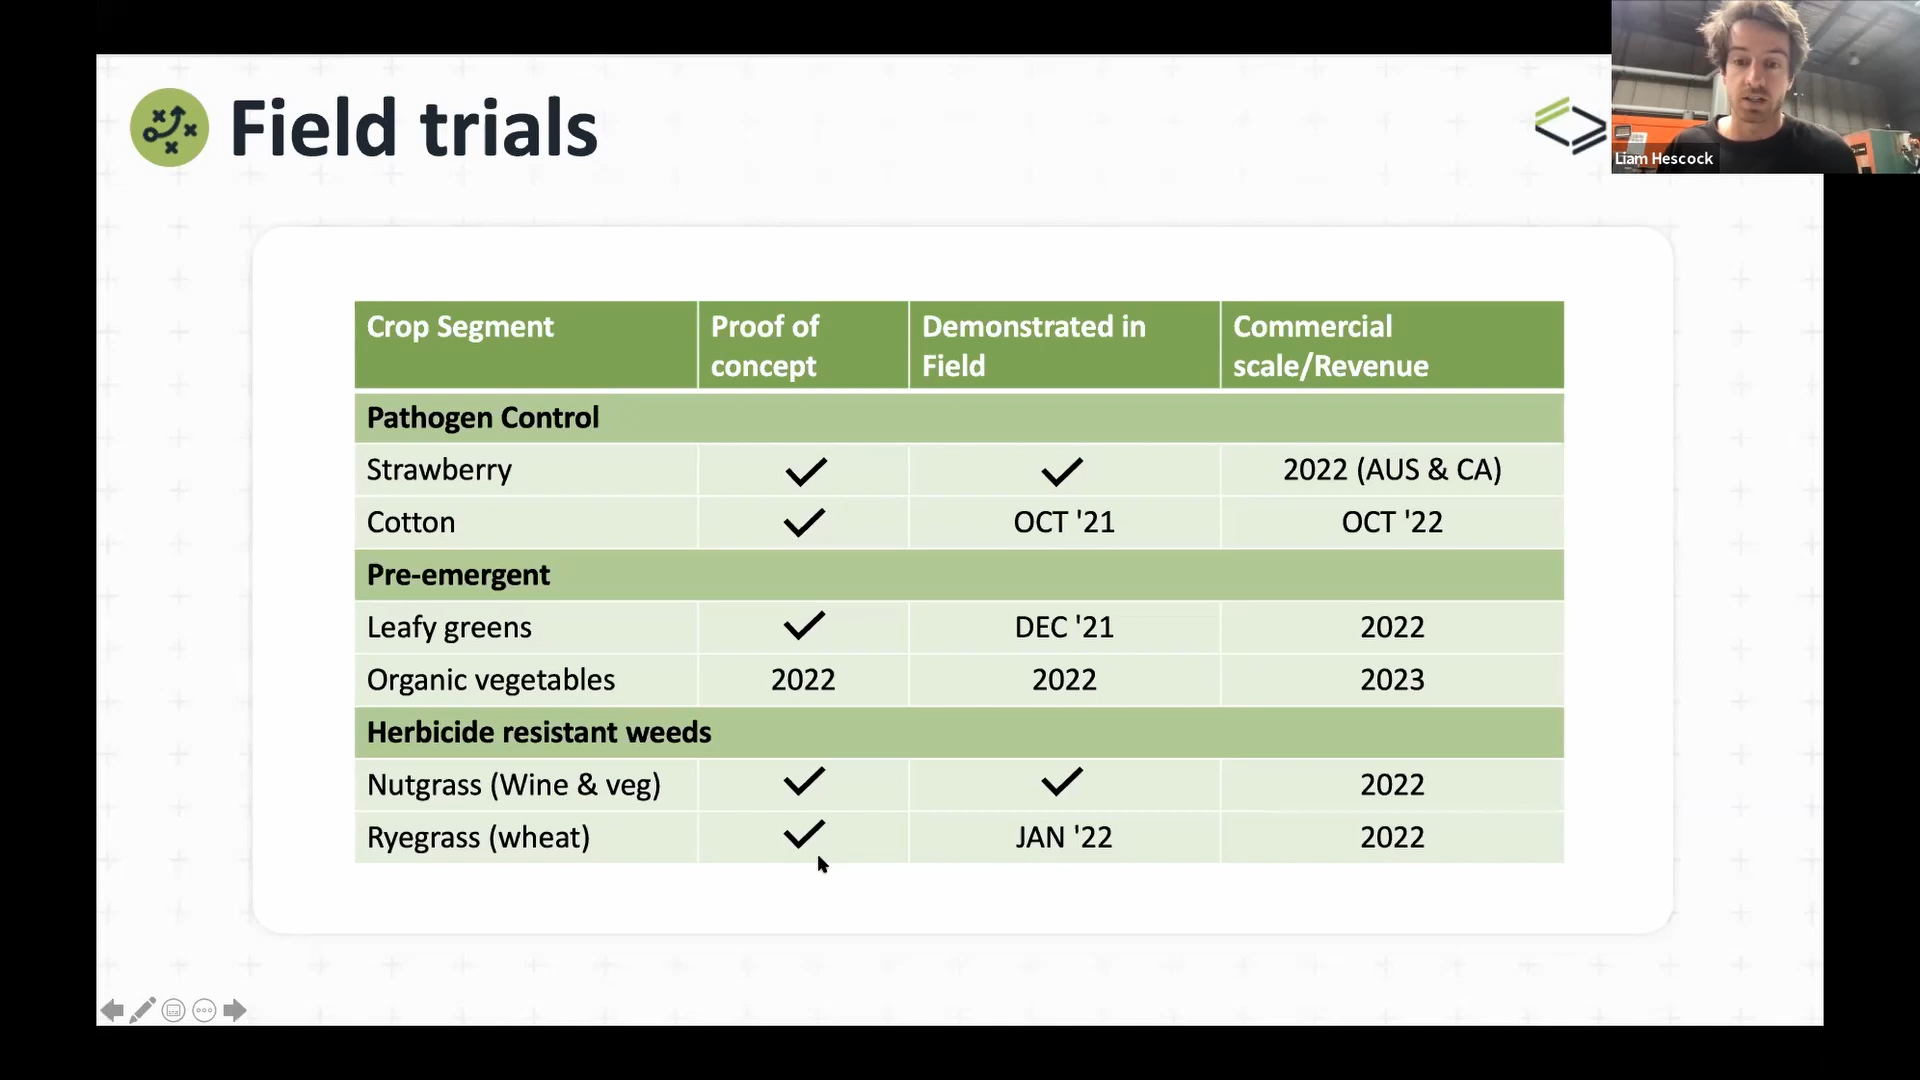 Field trials
Liam Hescock
Crop Segment
Proof of
concept
Demonstrated in
Field
Commercial
scale/Revenue
Pathogen Control
Strawberry ✓ ✓ 2022 (AUS & CA)
Cotton ✓ OCT '21 OCT '22
Pre-emergent
Leafy greens ✓ DEC '21 2022
Organic vegetables 2022 2022 2023
Herbicide resistant weeds
Nutgrass (Wine & veg) ✓ ✓ 2022
Ryegrass (wheat) ✓ JAN '22 2022